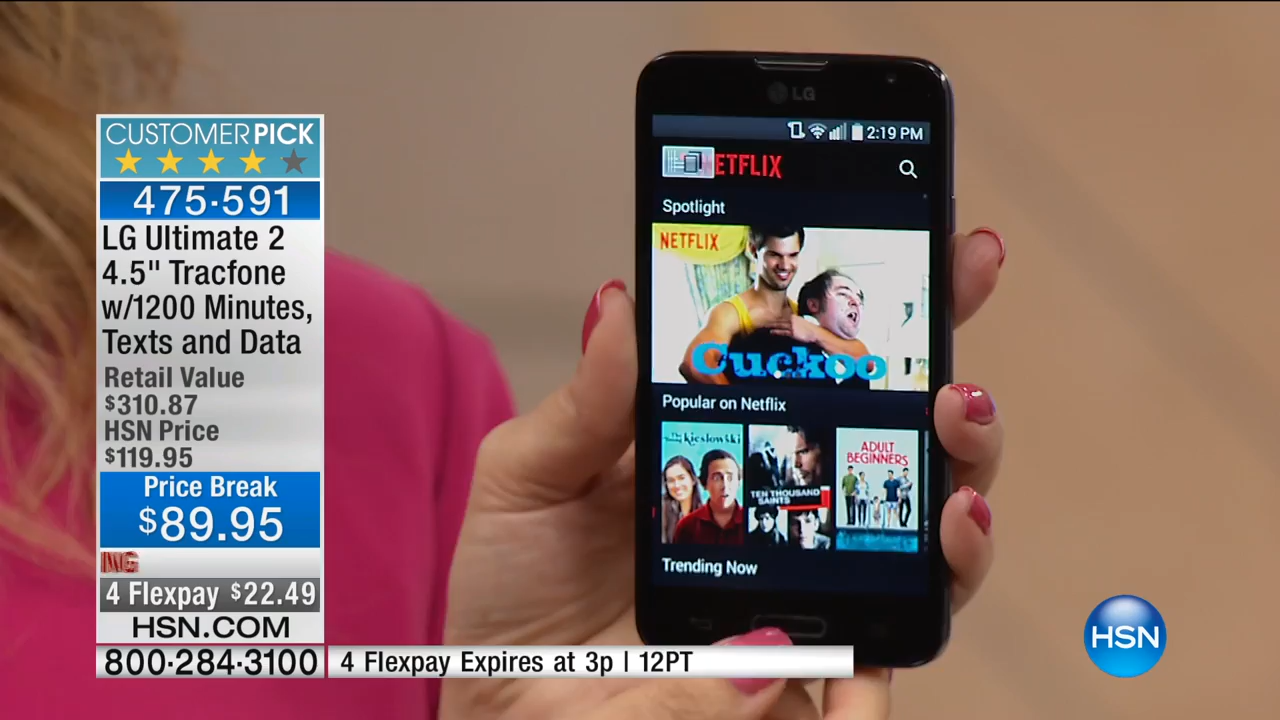 CUSTOMER PICK
475-591
LG Ultimate 2
4.5" Tracfone
w/1200 Minutes,
Texts and Data
Retail Value
$310.87
HSN Price
$119.95
Price Break
$89.95
4 Flexpay $22.49
HSN.COM
800-284-3100
4 Flexpay Expires at 3p | 12PT
LG
2:19 PM
ETFLIX
Spotlight
NETFLIX
Cuckoo
Popular on Netflix
kieslowski
TEN THOUSAND
SAINTS
ADULT
BEGINNERS
Trending Now
HSN